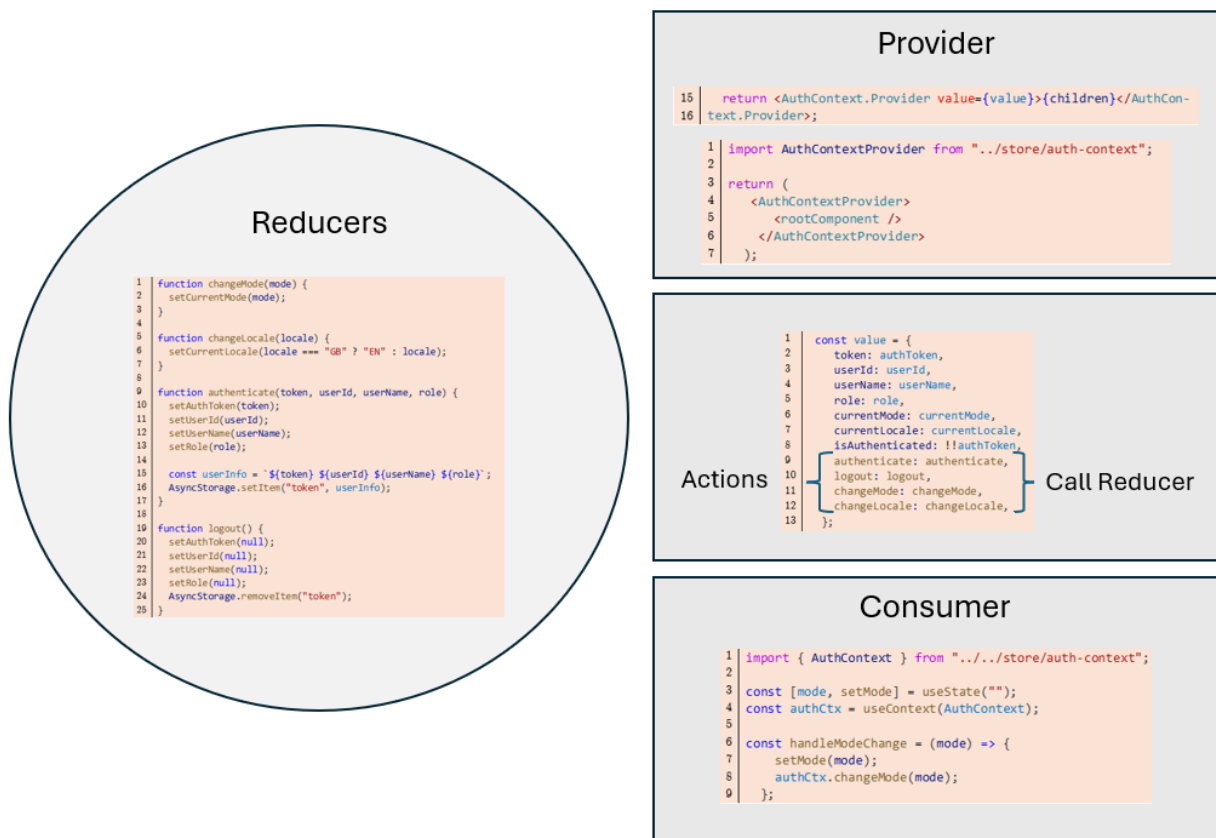 Reducers
1 function changeMode(mode) {
2   setCurrentMode(mode);
3 }
4
5 function changeLocale(locale) {
6   setCurrentLocale(locale === "GB" ? "EN" : locale);
7 }
8
9 function authenticate(token, userId, userName, role) {
10   setAuthToken(token);
11   setUserId(userId);
12   setUserName(userName);
13   setRole(role);
14
15   const userInfo = `${token} ${userId} ${userName} ${role}`;
16   AsyncStorage.setItem("token", userInfo);
17 }
18
19 function logout() {
20   setAuthToken(null);
21   setUserId(null);
22   setUserName(null);
23   setRole(null);
24   AsyncStorage.removeItem("token");
25 }
Provider
15   return <AuthContext.Provider value={value}>{children}</AuthCon-
16 text.Provider>;
1 import AuthContextProvider from "../store/auth-context";
2
3 return (
4   <AuthContextProvider>
5     <rootComponent />
6   </AuthContextProvider>
7 );
1 const value = {
2   token: authToken,
3   userId: userId,
4   userName: userName,
5   role: role,
6   currentMode: currentMode,
7   currentLocale: currentLocale,
8   isAuthenticated: !!authToken,
9   authenticate: authenticate,
10   logout: logout,
11   changeMode: changeMode,
12   changeLocale: changeLocale,
13 };
Actions
Call Reducer
Consumer
1 import { AuthContext } from "../../store/auth-context";
2
3 const [mode, setMode] = useState("");
4 const authCtx = useContext(AuthContext);
5
6 const handleModeChange = (mode) => {
7   setMode(mode);
8   authCtx.changeMode(mode);
9 };